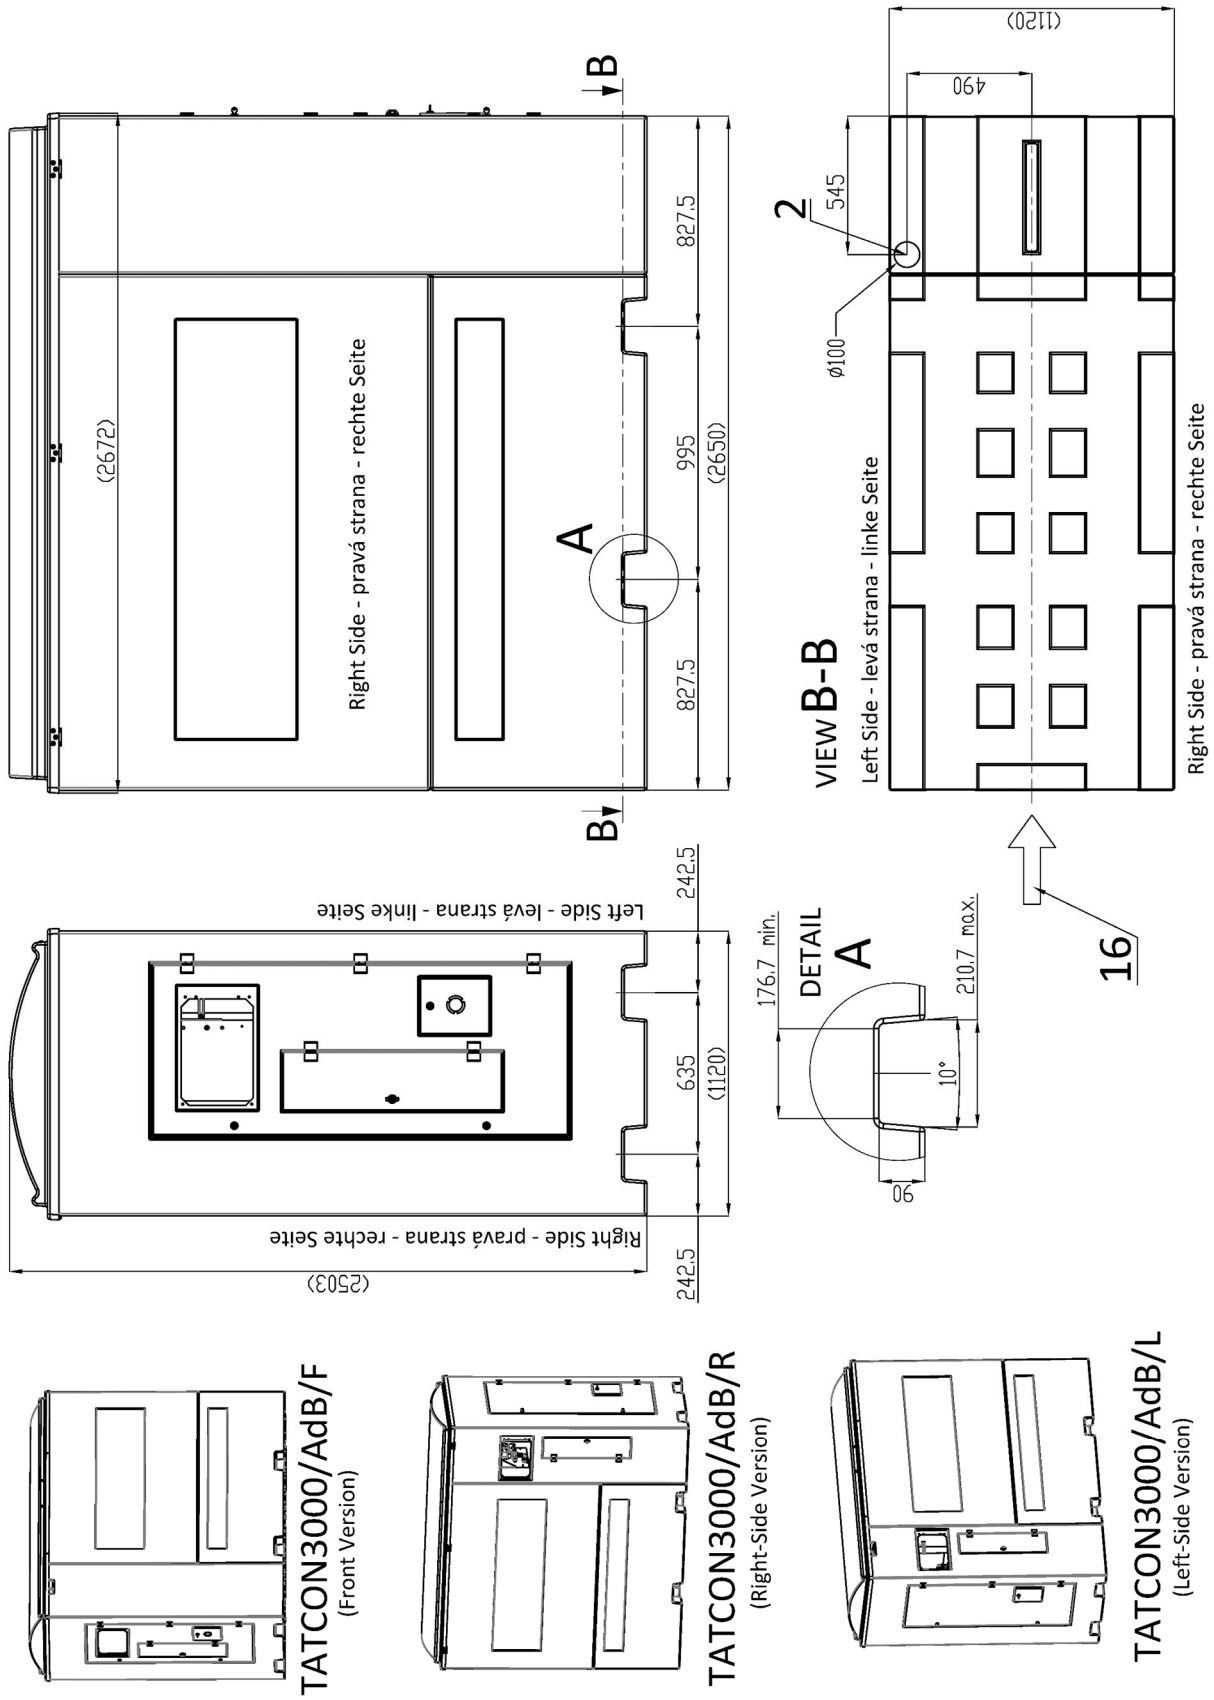 (2503)
Right Side - pravá strana - rechte Seite
Left Side - levá strana - linke Seite
242.5
635
242.5
(1120)
(2672)
Right Side - pravá strana - rechte Seite
A
B
B
827.5
995
827.5
(2650)
TATCON3000/AdB/F
(Front Version)
TATCON3000/AdB/R
(Right-Side Version)
TATCON3000/AdB/L
(Left-Side Version)
176.7 min.
DETAIL
A
90
10°
210.7 max.
16
VIEW B-B
Left Side - levá strana - linke Seite
Right Side - pravá strana - rechte Seite
ø100
2
545
490
(1120)